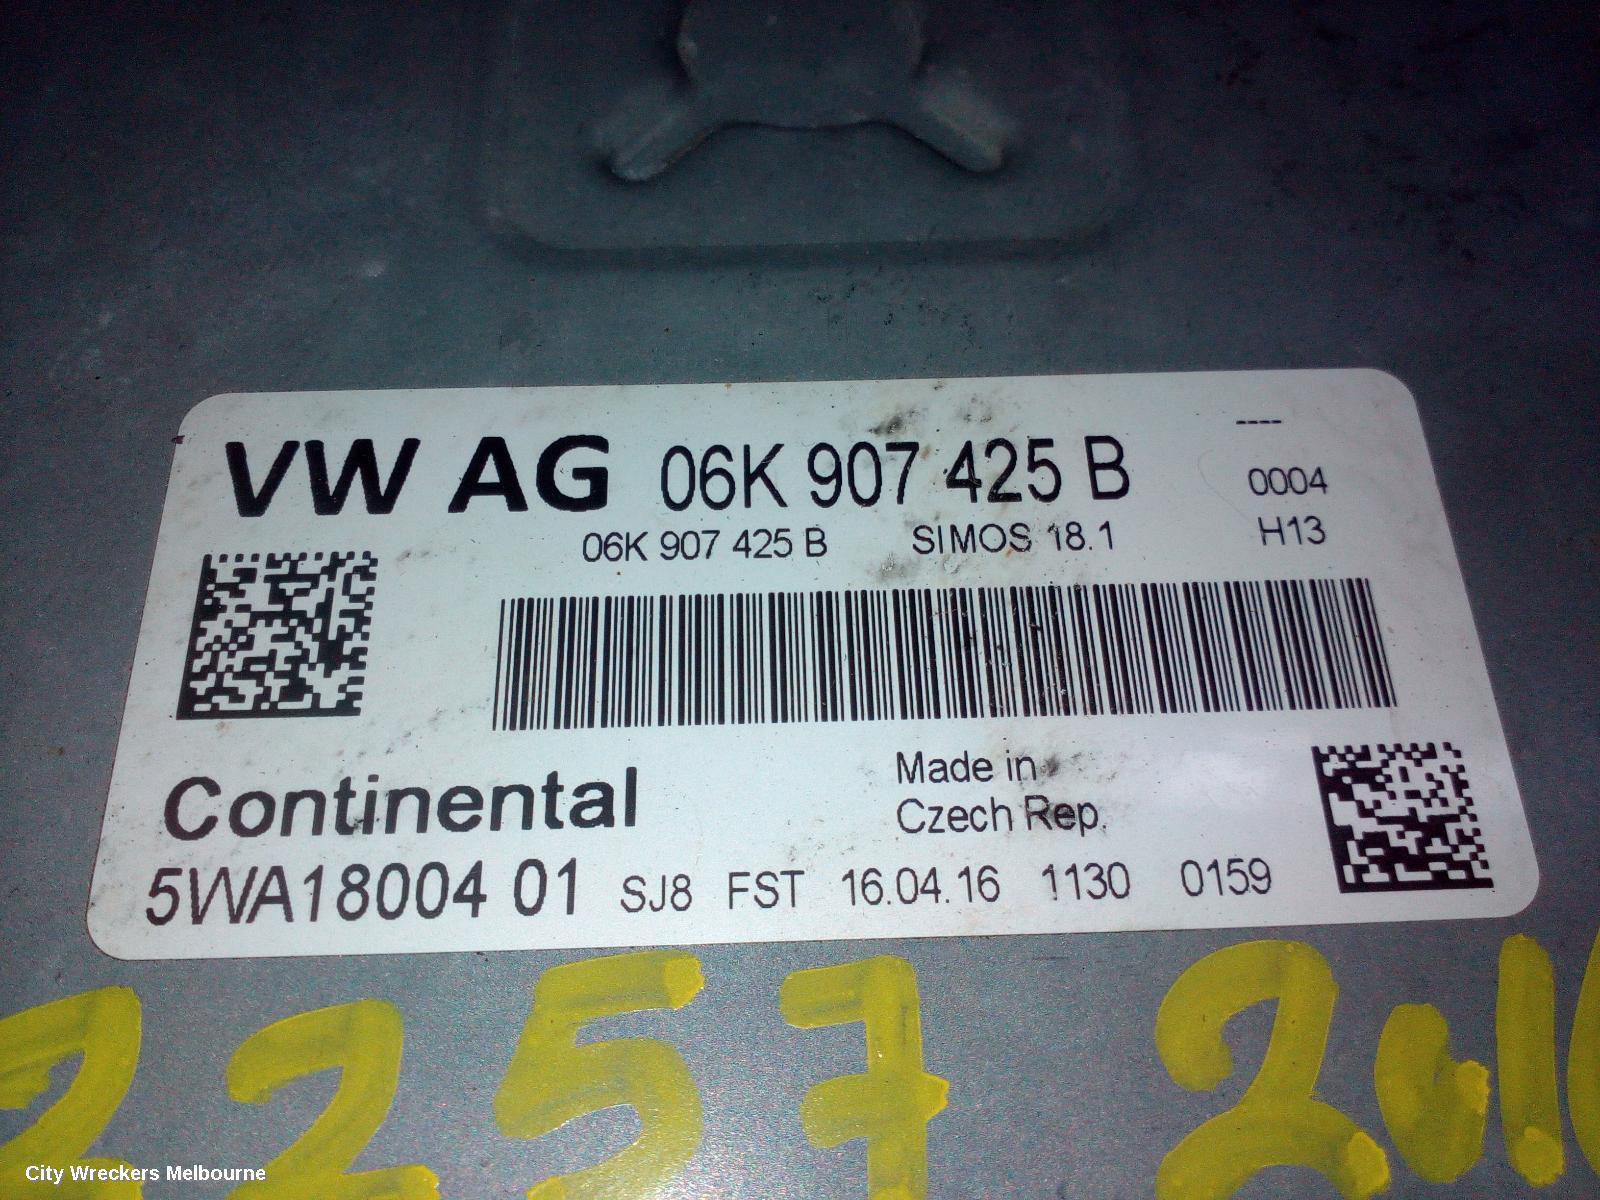 VW AG 06K 907 425 B ----
0004
06K 907 425 B SIMOS 18.1 H13
Continental
Made in
Czech Rep.
5WA18004 01 SJ8 FST 16.04.16 1130 0159
2257 2016
City Wreckers Melbourne